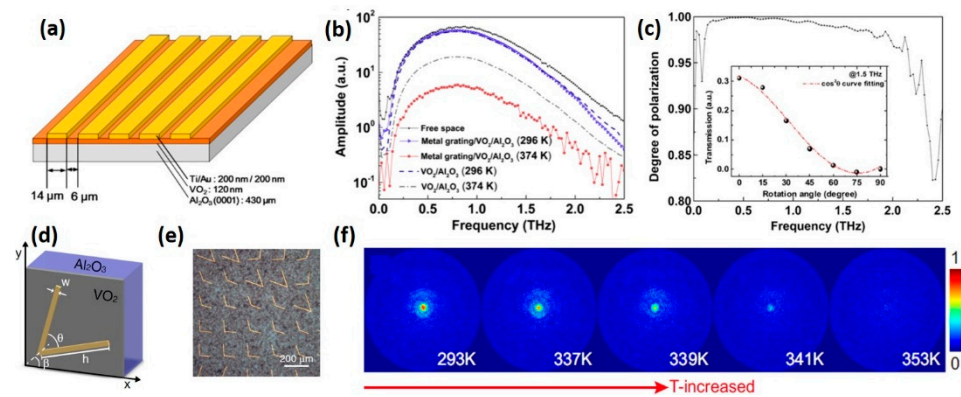 (a)
14 μm
6 μm
Ti/Au : 200 nm / 200 nm
VO₂ : 120 nm
Al₂O₃(0001) : 430 μm
(b)
Amplitude (a.u.)
10²
10¹
10⁰
10⁻¹
Free space
Metal grating/VO₂/Al₂O₃ (296 K)
Metal grating/VO₂/Al₂O₃ (374 K)
VO₂/Al₂O₃ (296 K)
VO₂/Al₂O₃ (374 K)
0.0 0.5 1.0 1.5 2.0 2.5
Frequency (THz)
(c)
Degree of polarization
1.00
0.95
0.90
0.85
0.80
@1.5 THz
cos²θ curve fitting
Transmission (a.u.)
0.3
0.2
0.1
0.0
0 15 30 45 60 75 90
Rotation angle (degree)
0.0 0.5 1.0 1.5 2.0 2.5
Frequency (THz)
(d)
y
Al₂O₃
w
VO₂
θ
h
β
x
(e)
200 μm
(f)
293K
337K
339K
341K
353K
1
0
T-increased